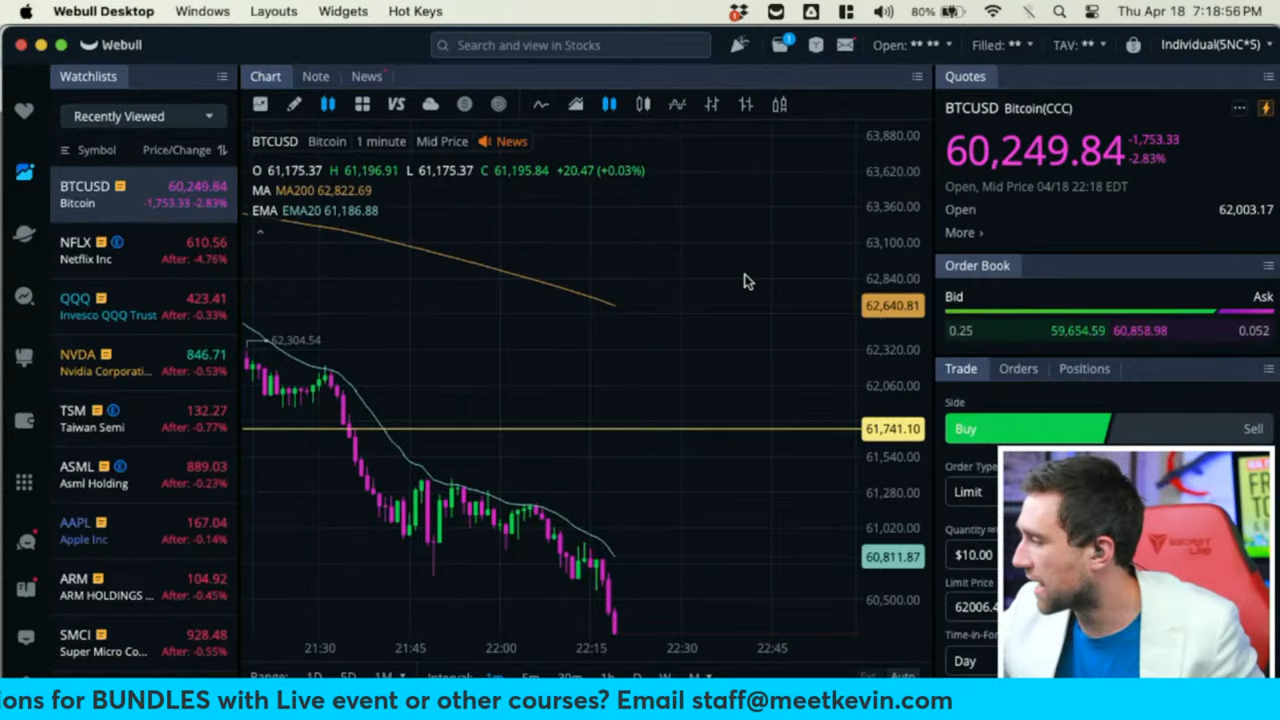 Webull Desktop Windows Layouts Widgets Hot Keys 80% Thu Apr 18 7:18:56 PM
Webull Search and view in Stocks 1 Open: ** ** Filled: ** TAV: ** Individual(5NC*5)
Watchlists
Recently Viewed
Symbol Price/Change
BTCUSD 60,249.84
Bitcoin -1,753.33 -2.83%
NFLX 610.56
Netflix Inc After: -4.76%
QQQ 423.41
Invesco QQQ Trust After: -0.33%
NVDA 846.71
Nvidia Corporati... After: -0.53%
TSM 132.27
Taiwan Semi After: -0.77%
ASML 889.03
Asml Holding After: -0.23%
AAPL 167.04
Apple Inc After: -0.14%
ARM 104.92
ARM HOLDINGS ... After: -0.45%
SMCI 928.48
Super Micro Co... After: -0.55%
Chart Note News
VS
BTCUSD Bitcoin 1 minute Mid Price News
O 61,175.37 H 61,196.91 L 61,175.37 C 61,195.84 +20.47 (+0.03%)
MA MA200 62,822.69
EMA EMA20 61,186.88
62,304.54
63,880.00
63,620.00
63,360.00
63,100.00
62,840.00
62,640.81
62,320.00
62,060.00
61,741.10
61,540.00
61,280.00
61,020.00
60,811.87
60,500.00
21:30 21:45 22:00 22:15 22:30 22:45
Quotes
BTCUSD Bitcoin(CCC)
60,249.84 -1,753.33
-2.83%
Open, Mid Price 04/18 22:18 EDT
Open 62,003.17
More
Order Book
Bid Ask
0.25 59,654.59 60,858.98 0.052
Trade Orders Positions
Side
Buy Sell
Order Type
Limit
Quantity
$10.00
Limit Price
62006.4
Time-in-For
Day
SECRET LAB
ions for BUNDLES with Live event or other courses? Email staff@meetkevin.com